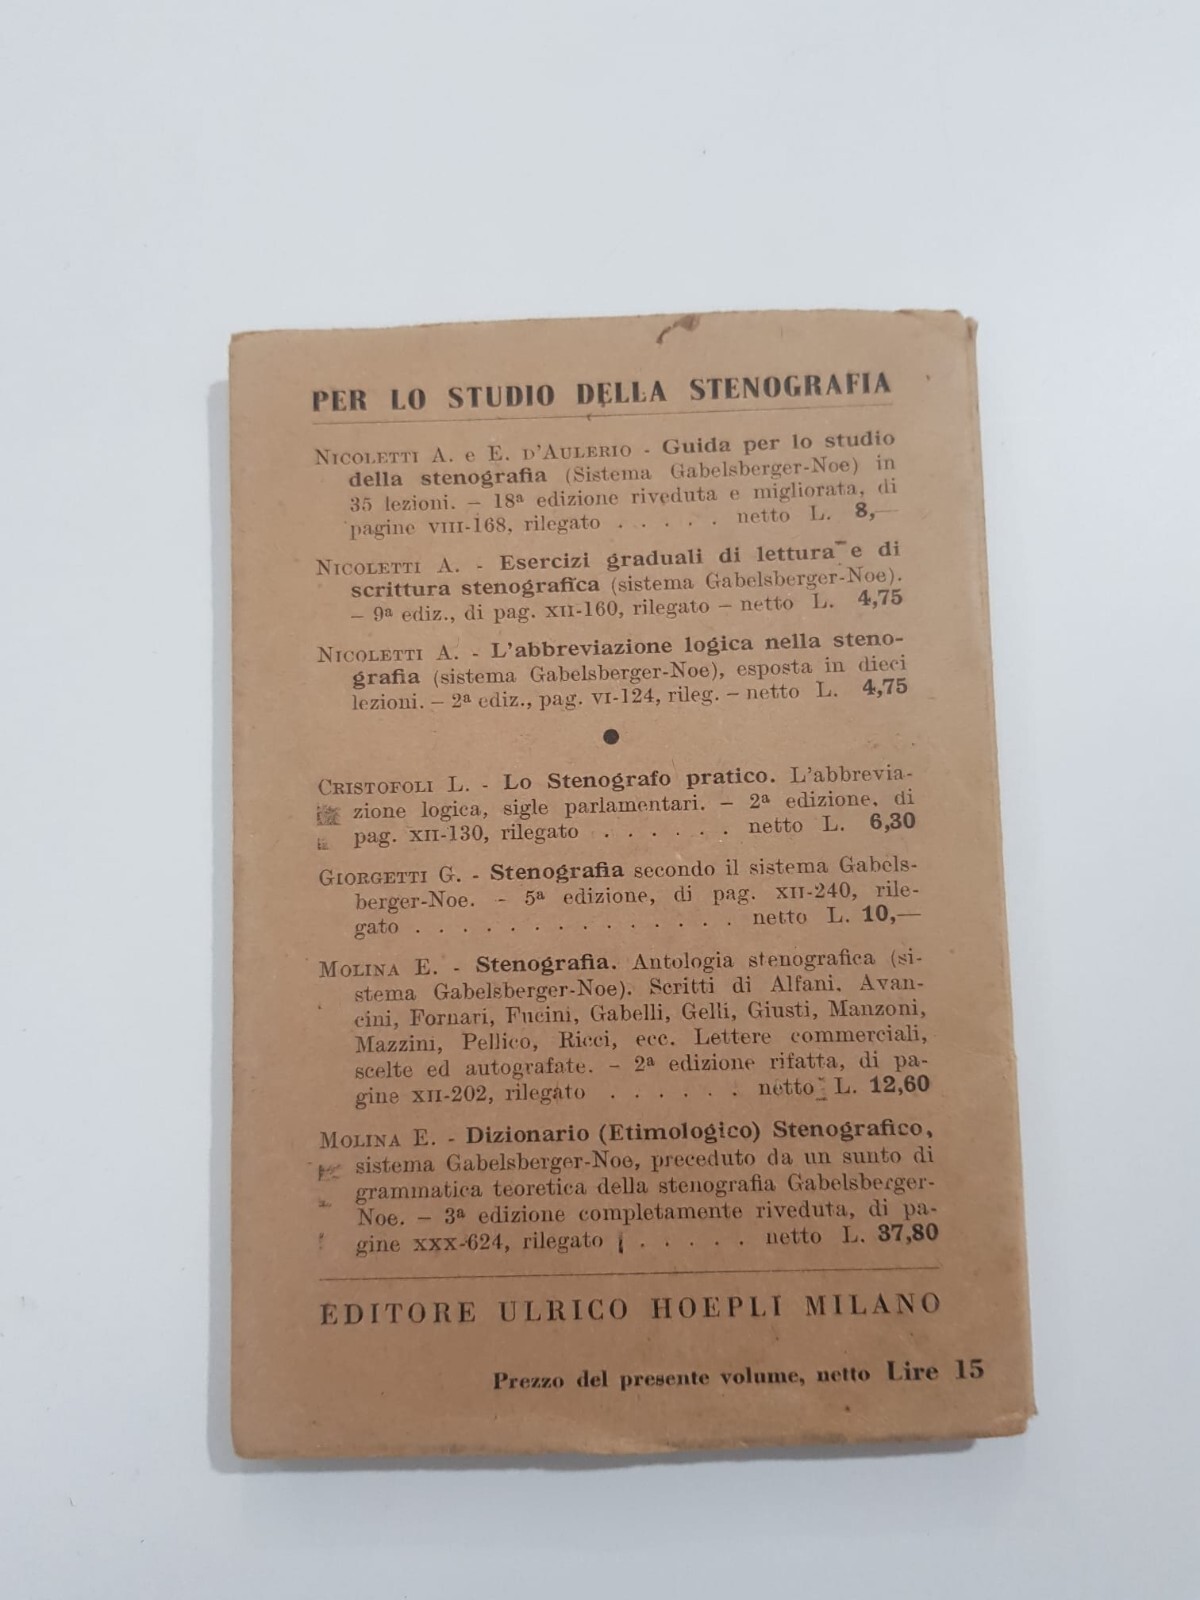 PER LO STUDIO DELLA STENOGRAFIA
NICOLETTI A. e E. D'AULERIO - Guida per lo studio
della stenografia (Sistema Gabelsberger-Noe) in
35 lezioni. – 18ª edizione riveduta e migliorata, di
pagine VIII-168, rilegato . . . . . netto L. 8,—
NICOLETTI A. - Esercizi graduali di lettura e di
scrittura stenografica (sistema Gabelsberger-Noe).
– 9ª ediz., di pag. XII-160, rilegato – netto L. 4,75
NICOLETTI A. - L'abbreviazione logica nella steno-
grafia (sistema Gabelsberger-Noe), esposta in dieci
lezioni. – 2ª ediz., pag. VI-124, rileg. – netto L. 4,75
●
CRISTOFOLI L. - Lo Stenografo pratico. L'abbrevia-
zione logica, sigle parlamentari. – 2ª edizione, di
pag. XII-130, rilegato . . . . . . netto L. 6,30
GIORGETTI G. - Stenografia secondo il sistema Gabels-
berger-Noe. - 5ª edizione, di pag. XII-240, rile-
gato . . . . . . . . . . . . . . netto L. 10,—
MOLINA E. - Stenografia. Antologia stenografica (si-
stema Gabelsberger-Noe). Scritti di Alfani, Avan-
cini, Fornari, Fucini, Gabelli, Gelli, Giusti, Manzoni,
Mazzini, Pellico, Ricci, ecc. Lettere commerciali,
scelte ed autografate. – 2ª edizione rifatta, di pa-
gine XII-202, rilegato . . . . . . netto L. 12,60
MOLINA E. - Dizionario (Etimologico) Stenografico,
sistema Gabelsberger-Noe, preceduto da un sunto di
grammatica teoretica della stenografia Gabelsberger-
Noe. – 3ª edizione completamente riveduta, di pa-
gine XXX-624, rilegato . . . . . netto L. 37,80
EDITORE ULRICO HOEPLI MILANO
Prezzo del presente volume, netto Lire 15